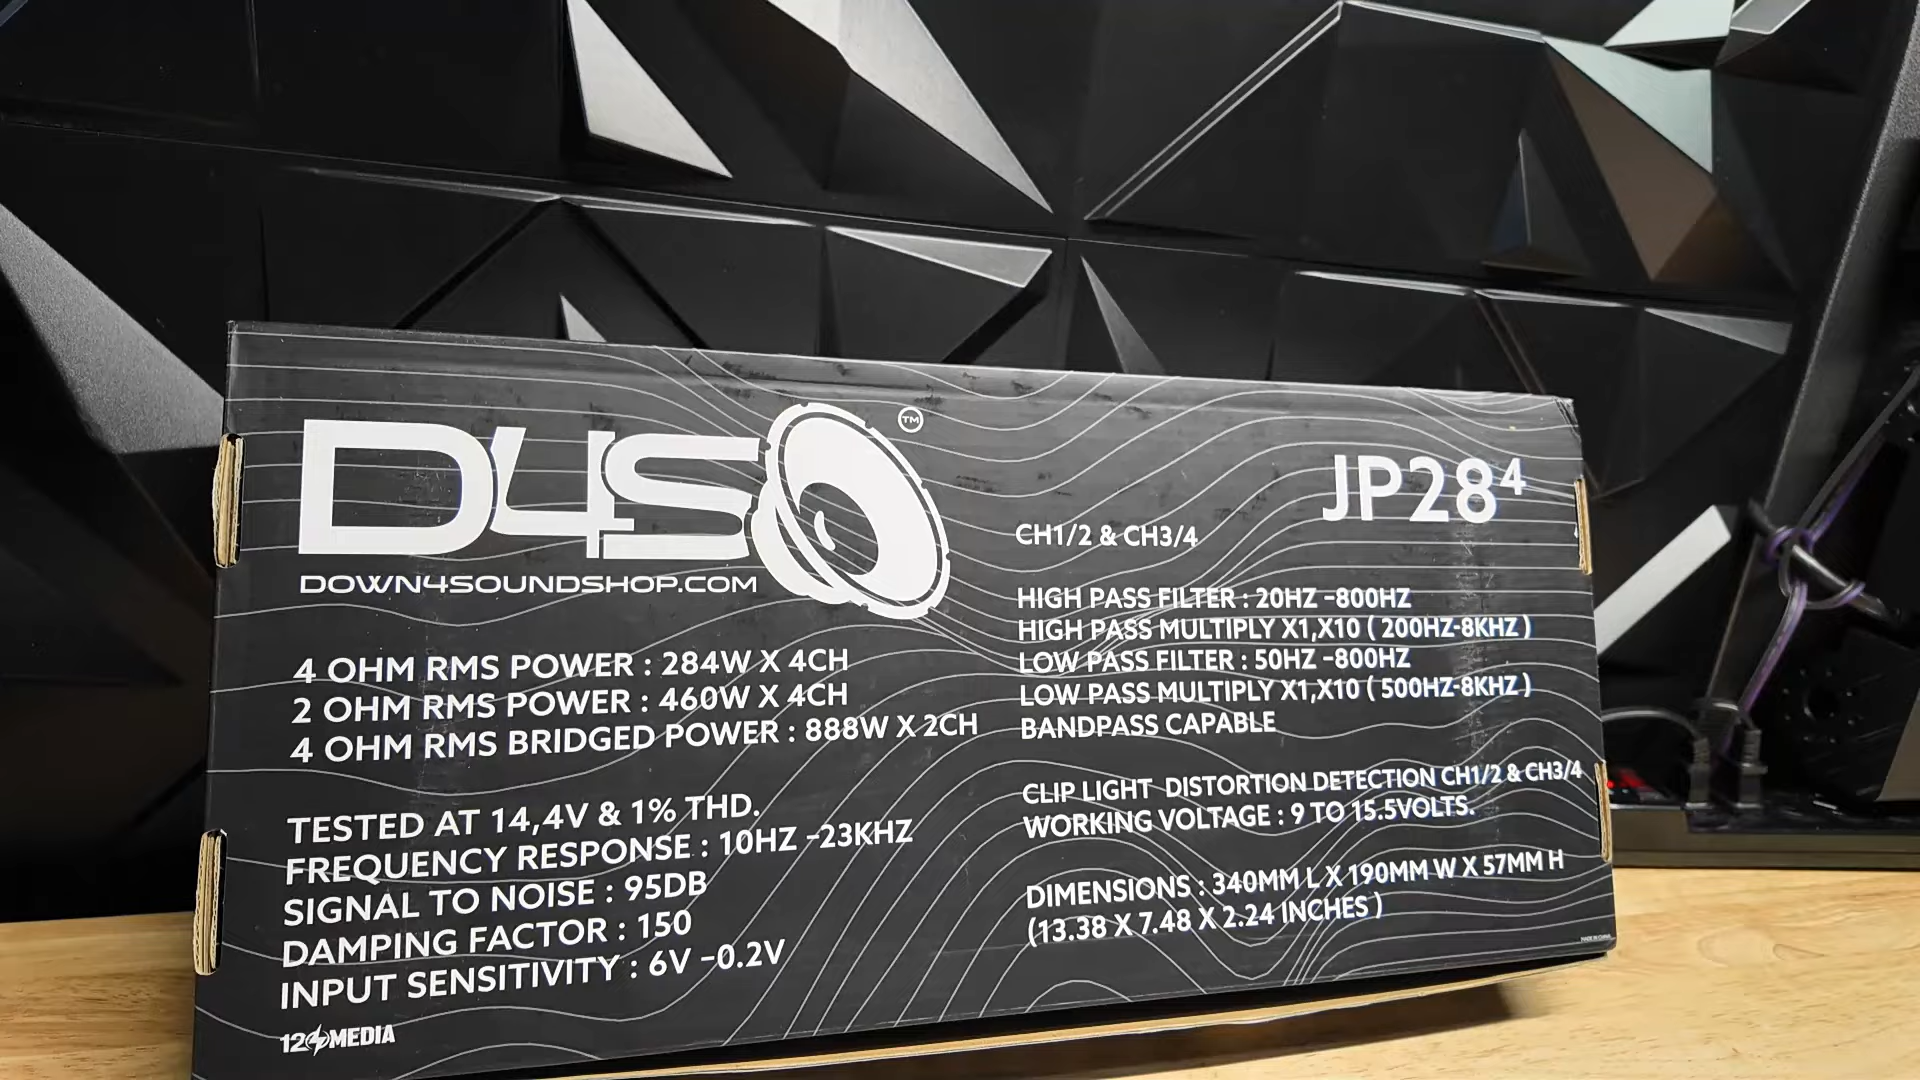 D4S
TM
DOWN4SOUNDSHOP.COM
4 OHM RMS POWER : 284W X 4CH
2 OHM RMS POWER : 460W X 4CH
4 OHM RMS BRIDGED POWER : 888W X 2CH
TESTED AT 14,4V & 1% THD.
FREQUENCY RESPONSE : 10HZ -23KHZ
SIGNAL TO NOISE : 95DB
DAMPING FACTOR : 150
INPUT SENSITIVITY : 6V -0.2V
12 MEDIA
JP28⁴
CH1/2 & CH3/4
HIGH PASS FILTER : 20HZ -800HZ
HIGH PASS MULTIPLY X1,X10 ( 200HZ-8KHZ )
LOW PASS FILTER : 50HZ -800HZ
LOW PASS MULTIPLY X1,X10 ( 500HZ-8KHZ )
BANDPASS CAPABLE
CLIP LIGHT DISTORTION DETECTION CH1/2 & CH3/4
WORKING VOLTAGE : 9 TO 15.5VOLTS.
DIMENSIONS : 340MM L X 190MM W X 57MM H
(13.38 X 7.48 X 2.24 INCHES )
MADE IN CHINA